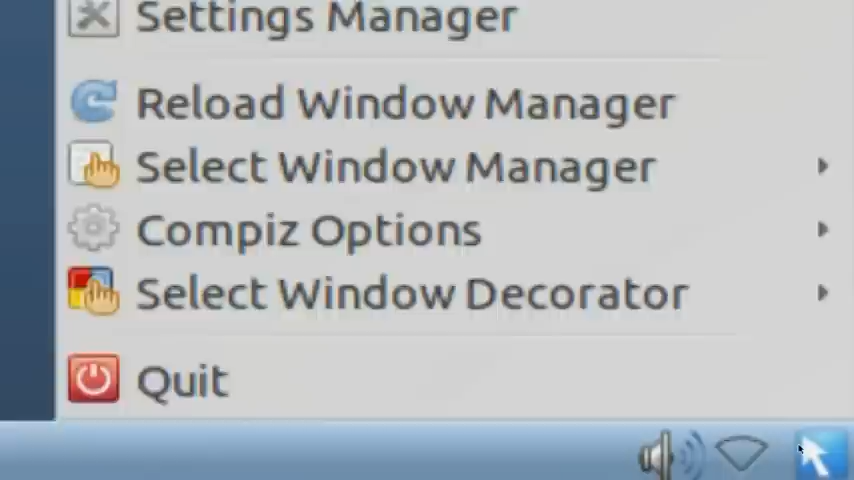 Settings Manager
Reload Window Manager
Select Window Manager
Compiz Options
Select Window Decorator
Quit